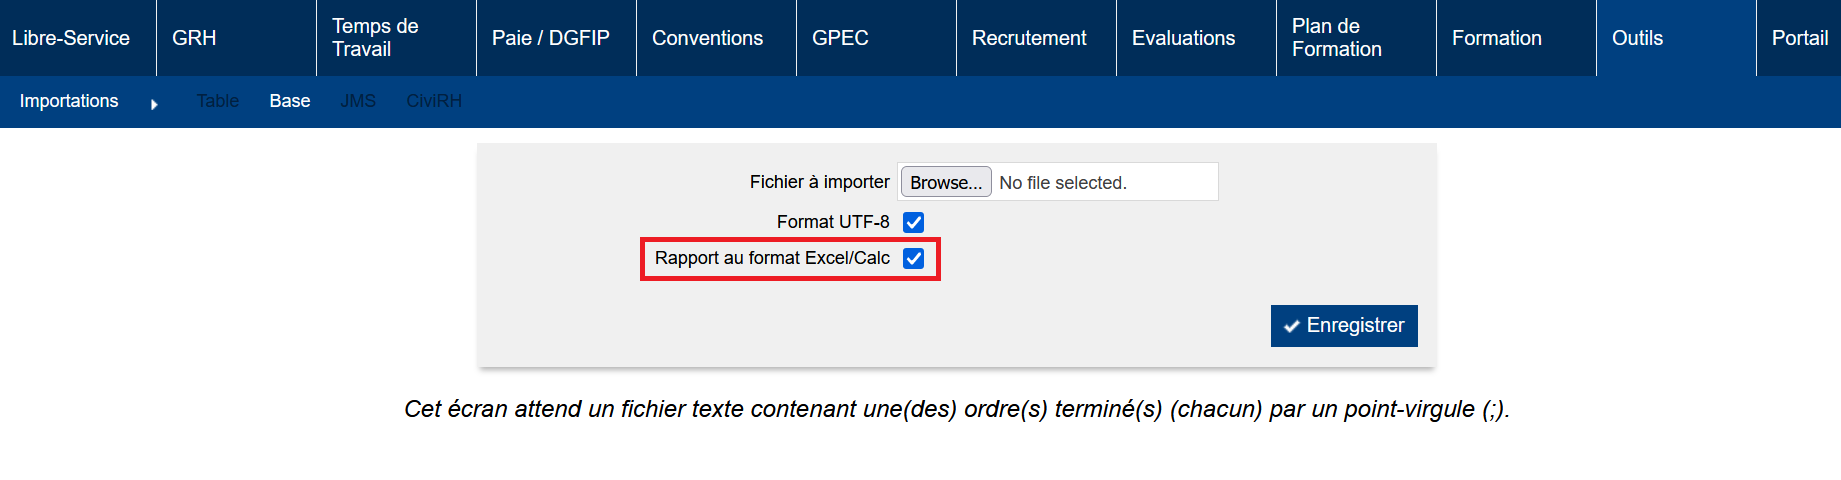 Libre-Service GRH Temps de Travail Paie / DGFIP Conventions GPEC Recrutement Evaluations Plan de Formation Formation Outils Portail
Importations Table Base JMS CiviRH
Fichier à importer Browse... No file selected.
Format UTF-8
Rapport au format Excel/Calc
Enregistrer
Cet écran attend un fichier texte contenant une(des) ordre(s) terminé(s) (chacun) par un point-virgule (;).